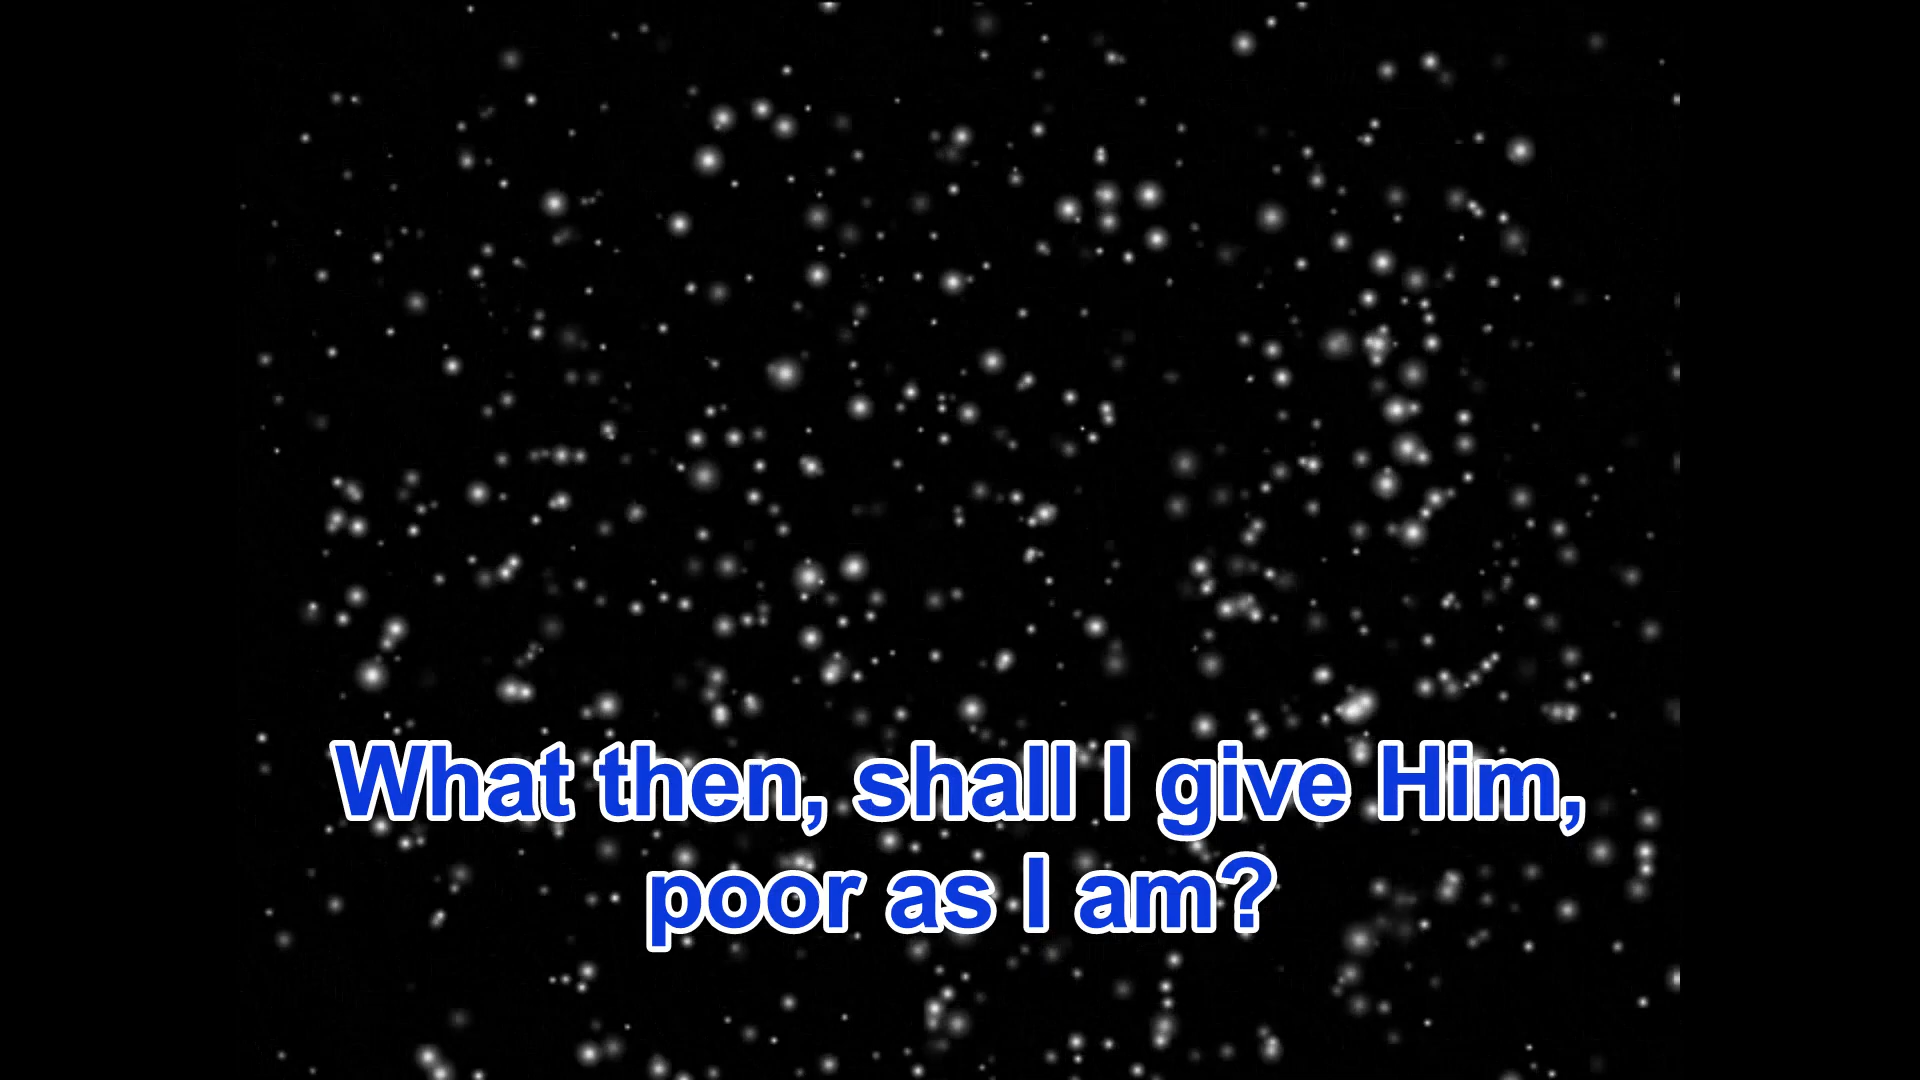 What then, shall I give Him,
poor as I am?